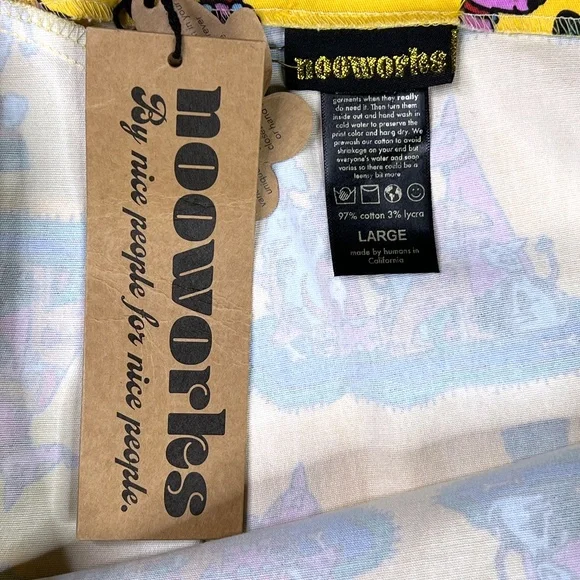 nooworks
By nice people for nice people.
nooworks
garments when they really
do need it. Then turn them
inside out and hand wash in
cold water to preserve the
print color and hang dry. We
prewash our cotton to avoid
shrinkage on your end but
everyone's water and soap
varies so there could be a
teensy bit more
97% cotton 3% lycra
LARGE
made by humans in
California